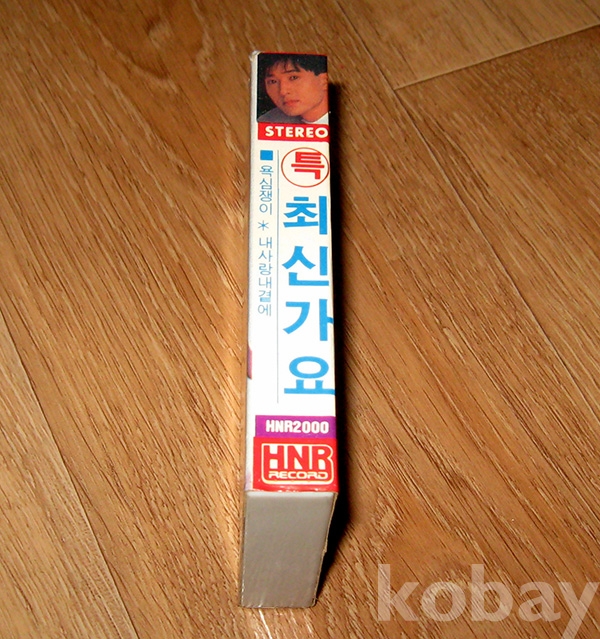 STEREO
특
최신가요
■ 욕심쟁이 * 내사랑내곁에
HNR2000
HNR
RECORD
kobay